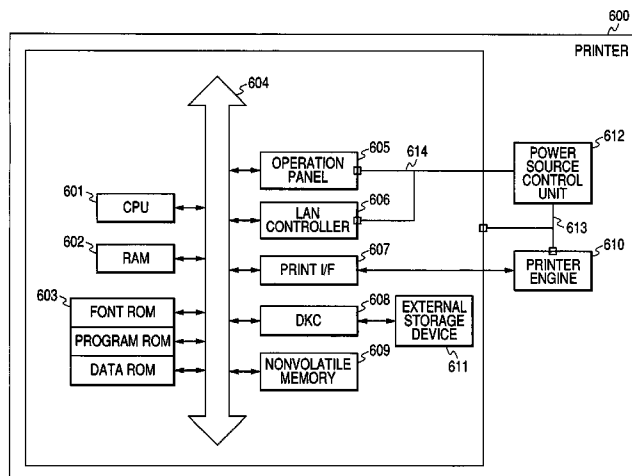 600
PRINTER
604
605
OPERATION
PANEL
614
612
POWER
SOURCE
CONTROL
UNIT
601
CPU
606
LAN
CONTROLLER
613
602
RAM
607
PRINT I/F
610
PRINTER
ENGINE
603
FONT ROM
PROGRAM ROM
DATA ROM
608
DKC
EXTERNAL
STORAGE
DEVICE
611
609
NONVOLATILE
MEMORY